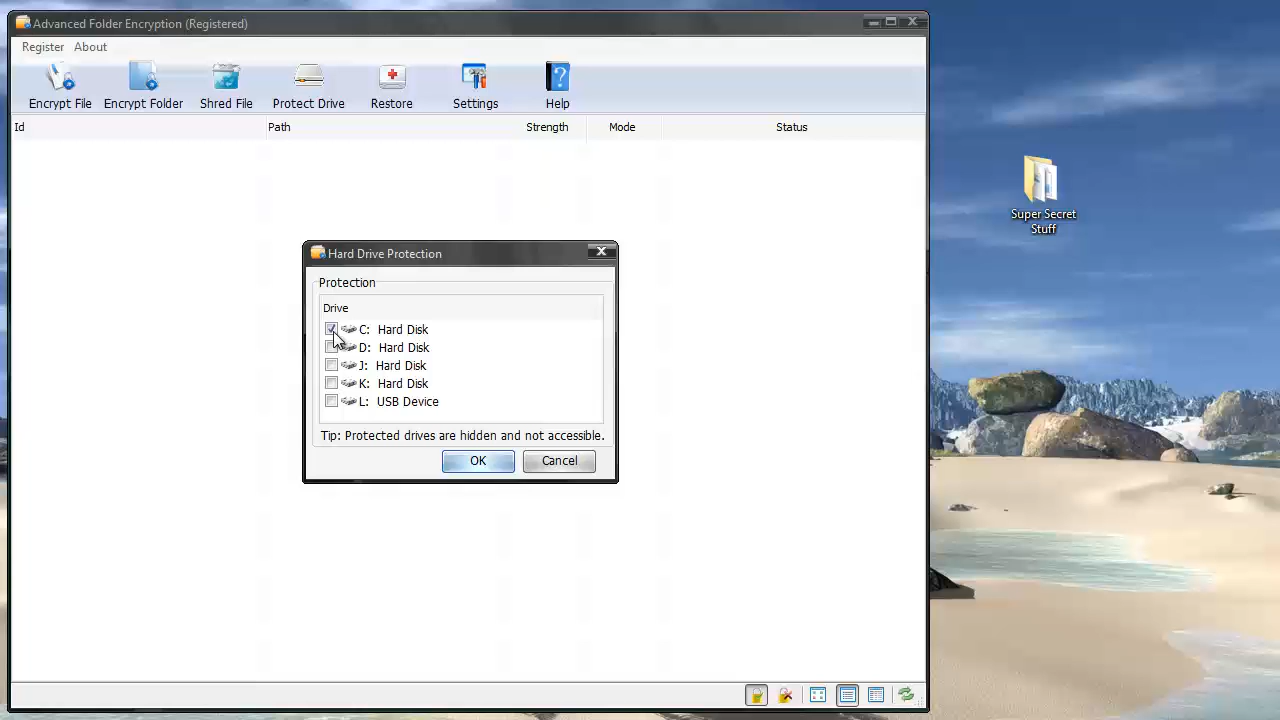 Advanced Folder Encryption (Registered)
Register About
Encrypt File Encrypt Folder Shred File Protect Drive Restore Settings Help
Id Path Strength Mode Status
Super Secret
Stuff
Hard Drive Protection
Protection
Drive
C: Hard Disk
D: Hard Disk
J: Hard Disk
K: Hard Disk
L: USB Device
Tip: Protected drives are hidden and not accessible.
OK Cancel